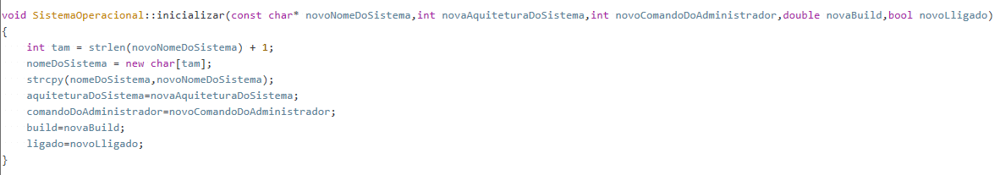 void SistemaOperacional::inicializar(const char* novoNomeDoSistema,int novaAquiteturaDoSistema,int novoComandoDoAdministrador,double novaBuild,bool novoLligado)
{
    int tam = strlen(novoNomeDoSistema) + 1;
    nomeDoSistema = new char[tam];
    strcpy(nomeDoSistema,novoNomeDoSistema);
    aquiteturaDoSistema=novaAquiteturaDoSistema;
    comandoDoAdministrador=novoComandoDoAdministrador;
    build=novaBuild;
    ligado=novoLligado;
}